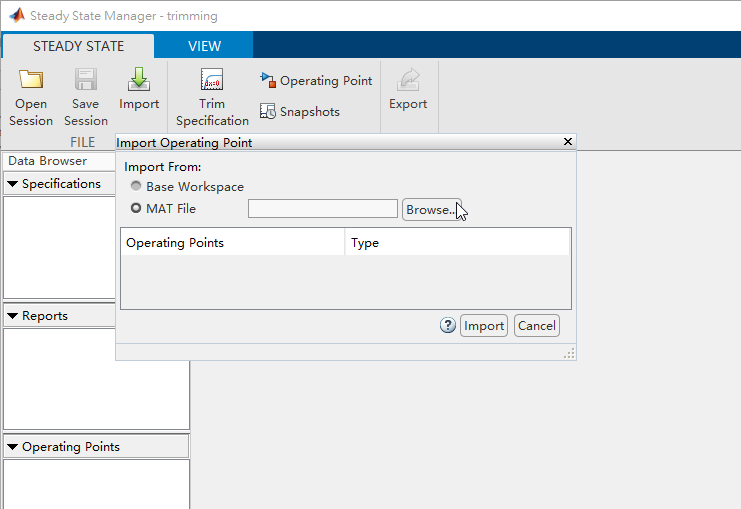 Steady State Manager - trimming
STEADY STATE
VIEW
Open Session
Save Session
Import
Trim Specification
Operating Point
Snapshots
Export
FILE
Import Operating Point
Data Browser
Import From:
Specifications
Base Workspace
MAT File
Browse...
Operating Points
Type
Reports
Import
Cancel
Operating Points